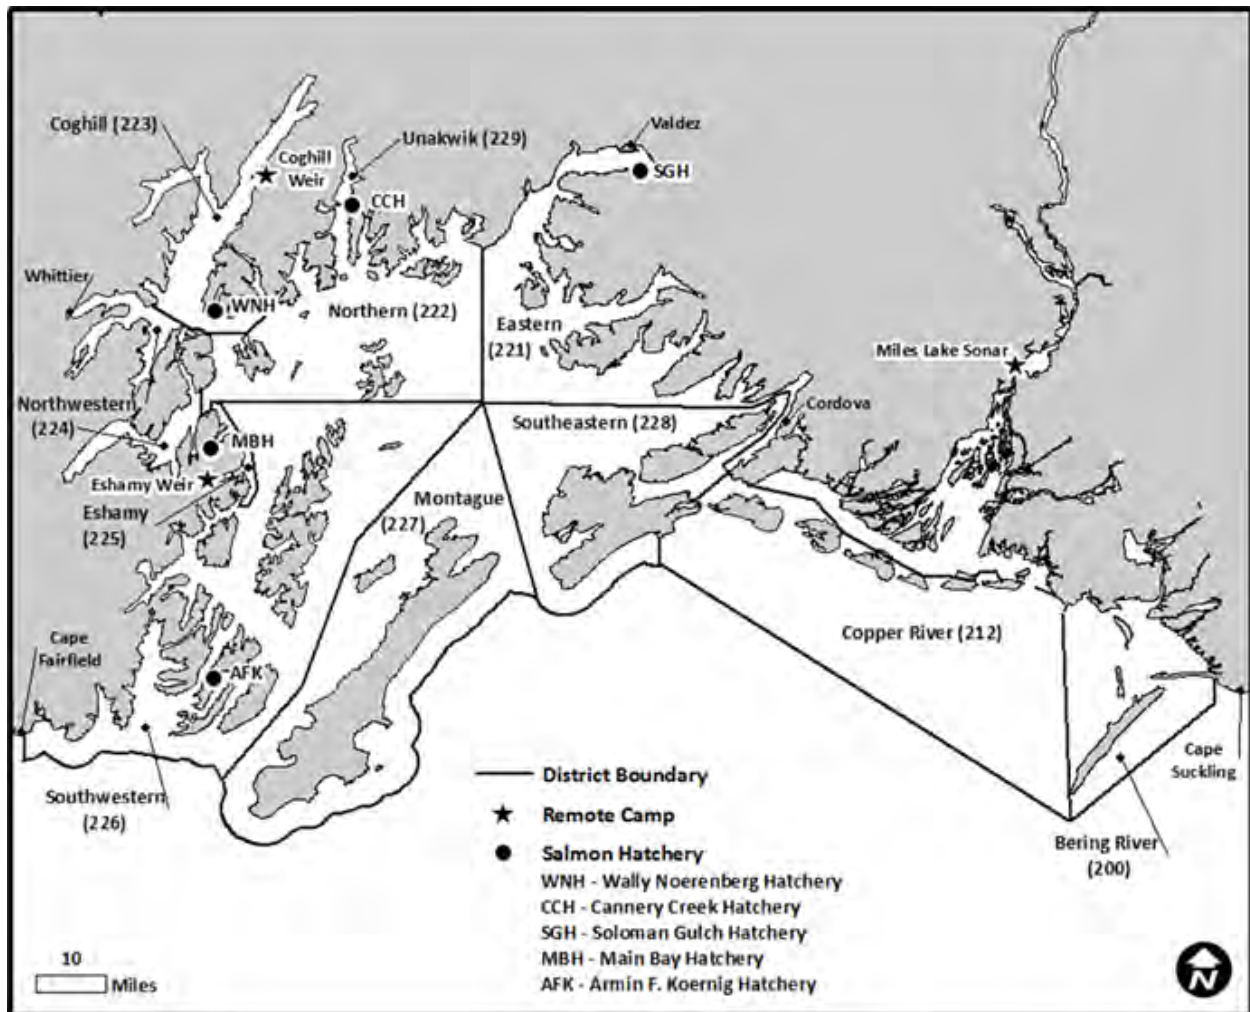 Coghill (223)
Coghill
Weir
Unakwik (229)
CCH
Valdez
SGH
Whittier
WNH
Northern (222)
Eastern
(221)
Miles Lake Sonar
Northwestern
(224)
MBH
Southeastern (228)
Cordova
Eshamy Weir
Eshamy
(225)
Montague
(227)
Copper River (212)
Cape
Fairfield
AFK
Southwestern
(226)
Cape
Suckling
Bering River
(200)
District Boundary
Remote Camp
Salmon Hatchery
WNH - Wally Noerenberg Hatchery
CCH - Cannery Creek Hatchery
SGH - Soloman Gulch Hatchery
MBH - Main Bay Hatchery
AFK - Armin F. Koernig Hatchery
10
Miles
N